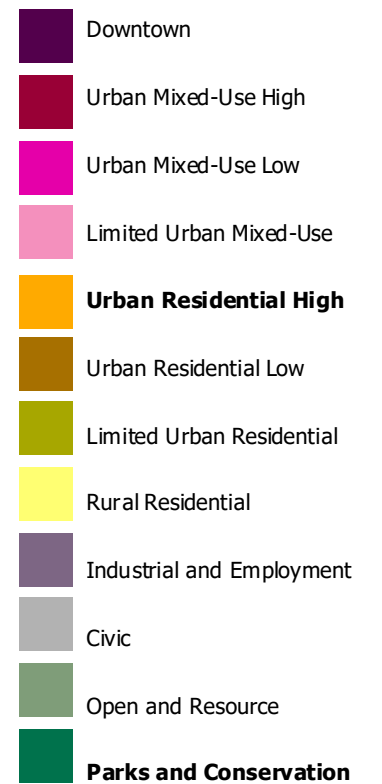 Downtown
Urban Mixed-Use High
Urban Mixed-Use Low
Limited Urban Mixed-Use
Urban Residential High
Urban Residential Low
Limited Urban Residential
Rural Residential
Industrial and Employment
Civic
Open and Resource
Parks and Conservation